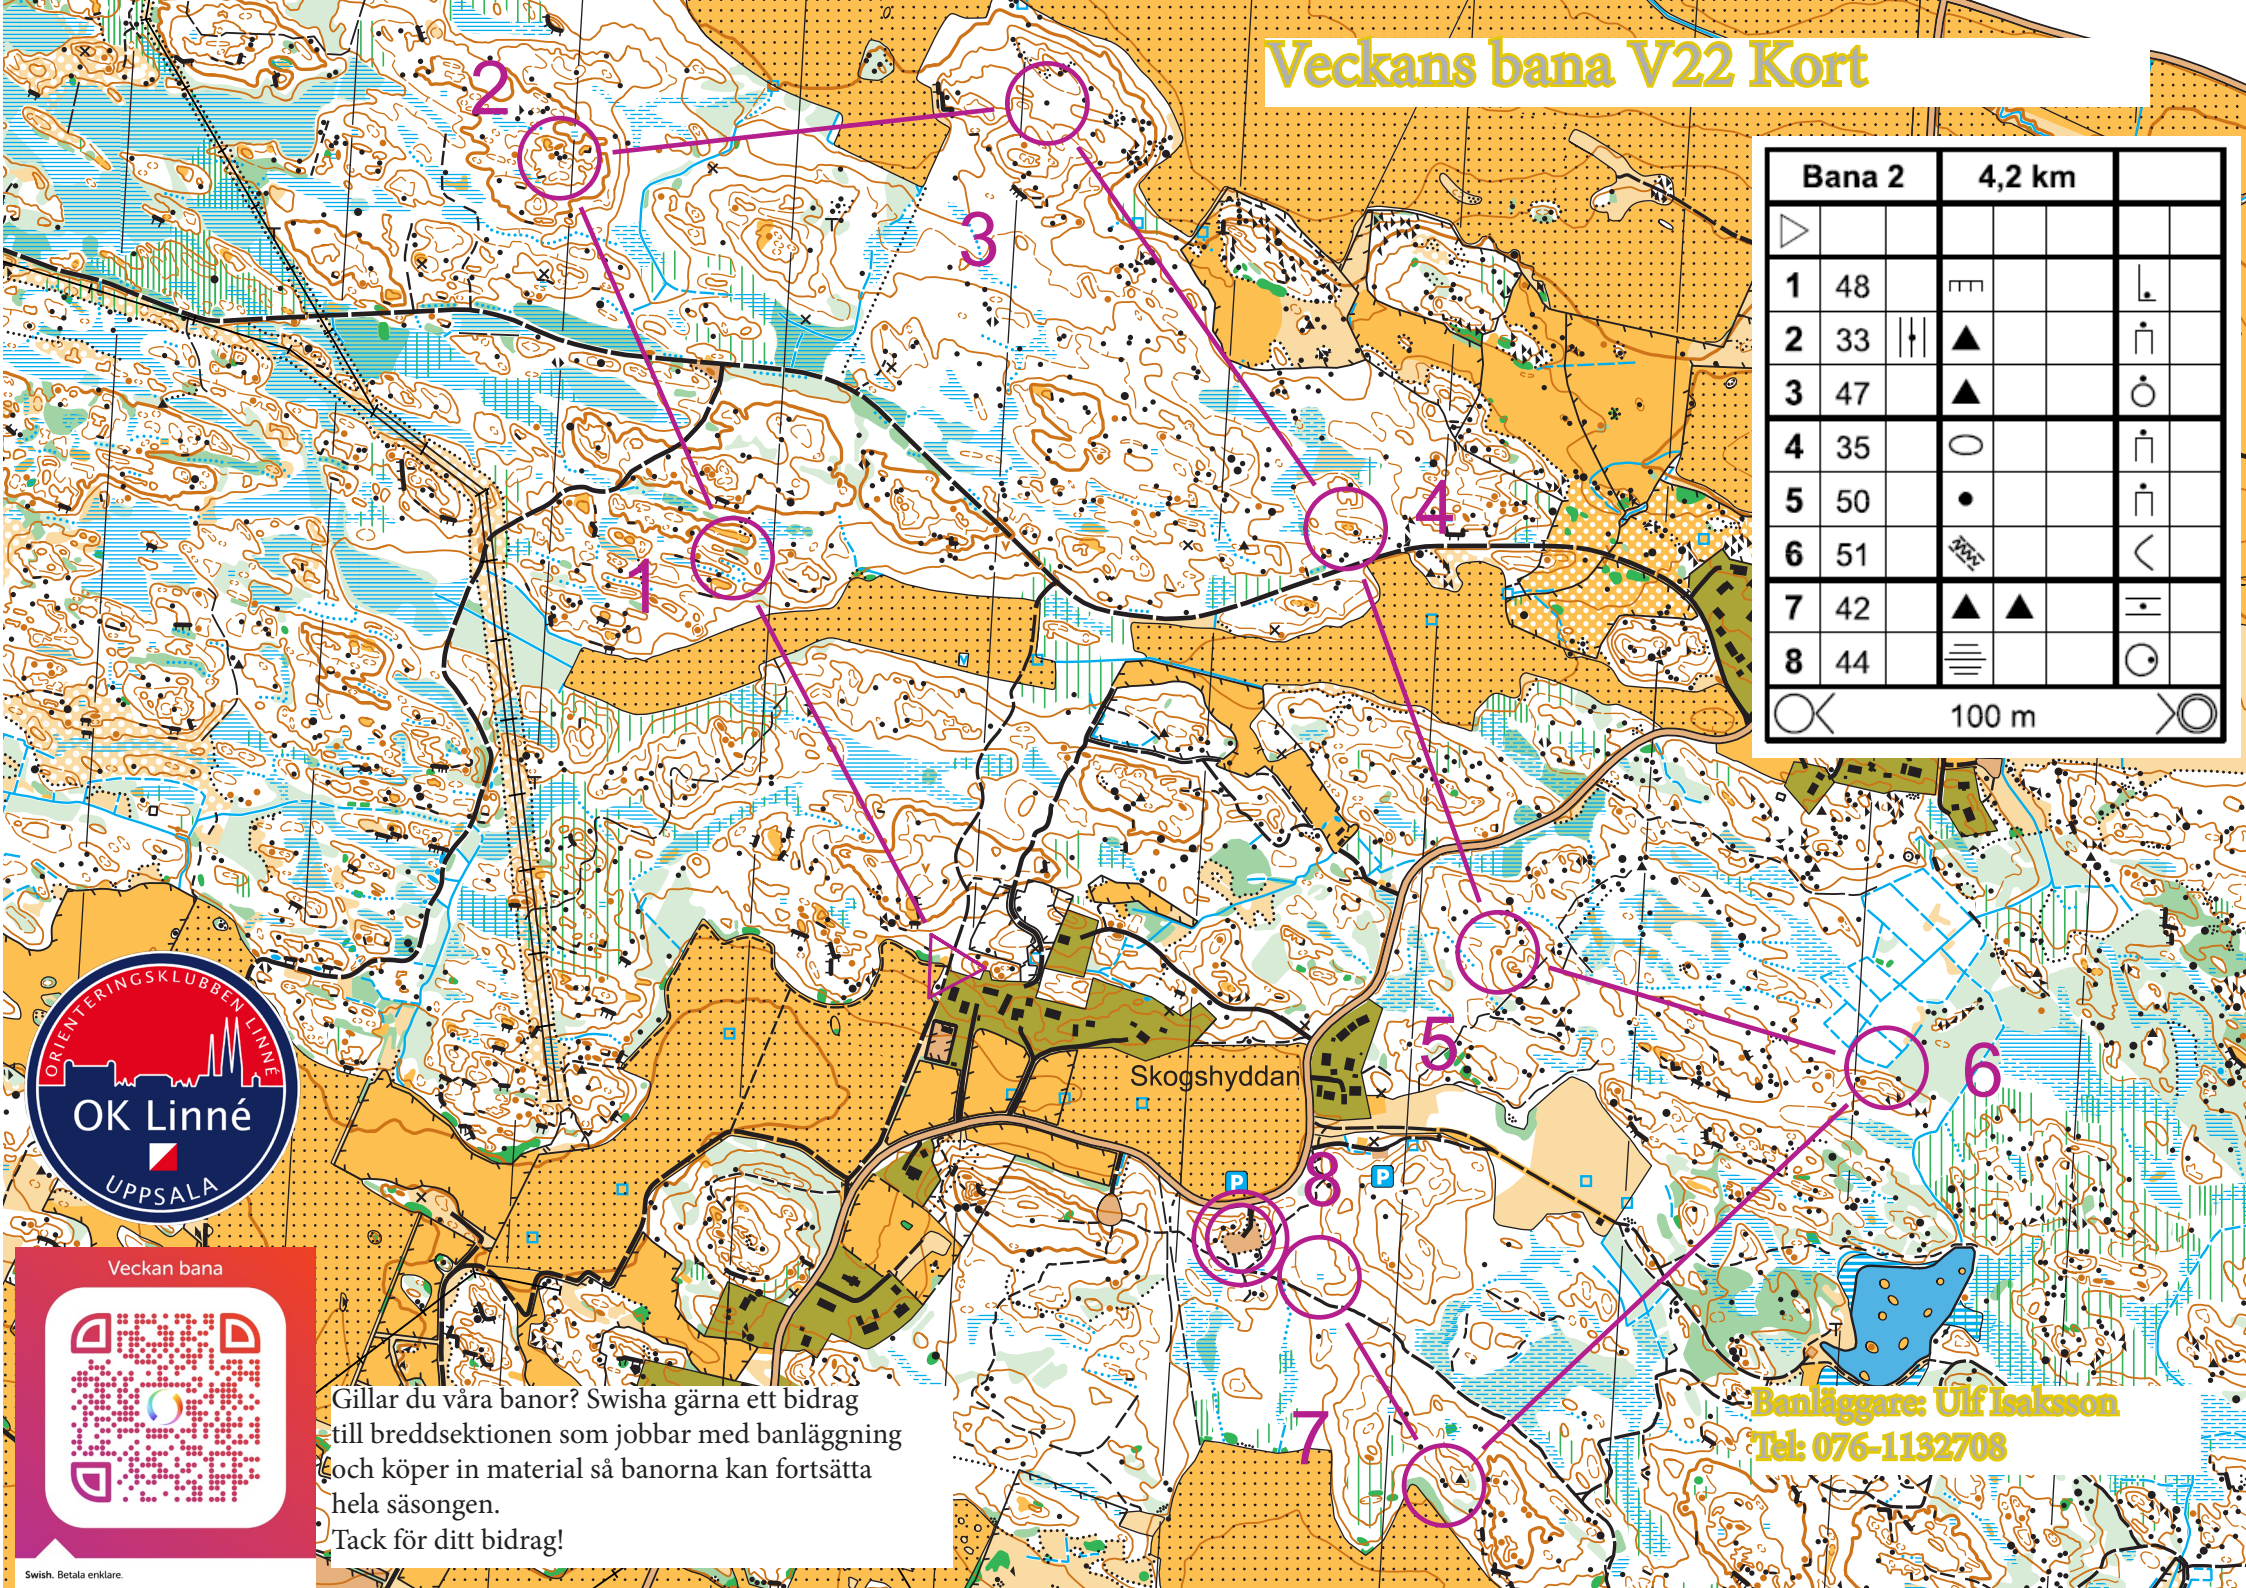 Veckans bana V22 Kort
Bana 2 4,2 km
1 48
2 33
3 47
4 35
5 50
6 51
7 42
8 44
100 m
2
3
1
4
5
6
8
7
Skogshyddan
P
P
ORIENTERINGSKLUBBEN LINNÉ
OK Linné
UPPSALA
Veckan bana
Swish. Betala enklare.
Gillar du våra banor? Swisha gärna ett bidrag
till breddsektionen som jobbar med banläggning
och köper in material så banorna kan fortsätta
hela säsongen.
Tack för ditt bidrag!
Banläggare: Ulf Isaksson
Tel: 076-1132708